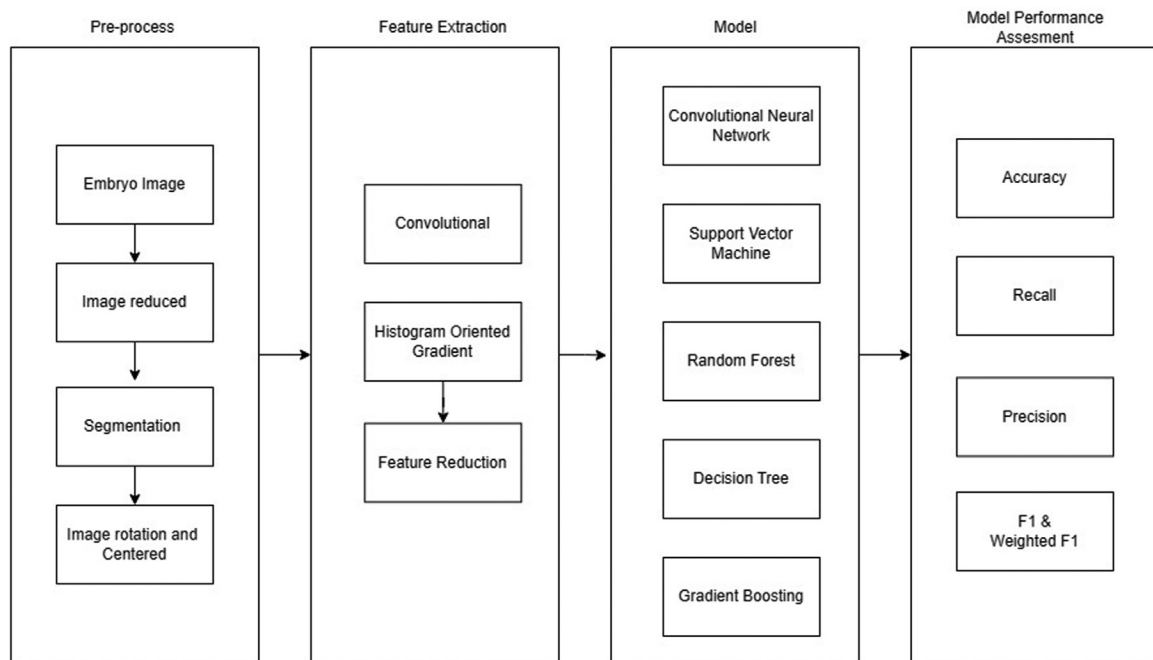 Pre-process
Embryo Image
Image reduced
Segmentation
Image rotation and
Centered
Feature Extraction
Convolutional
Histogram Oriented
Gradient
Feature Reduction
Model
Convolutional Neural
Network
Support Vector
Machine
Random Forest
Decision Tree
Gradient Boosting
Model Performance
Assesment
Accuracy
Recall
Precision
F1 &
Weighted F1